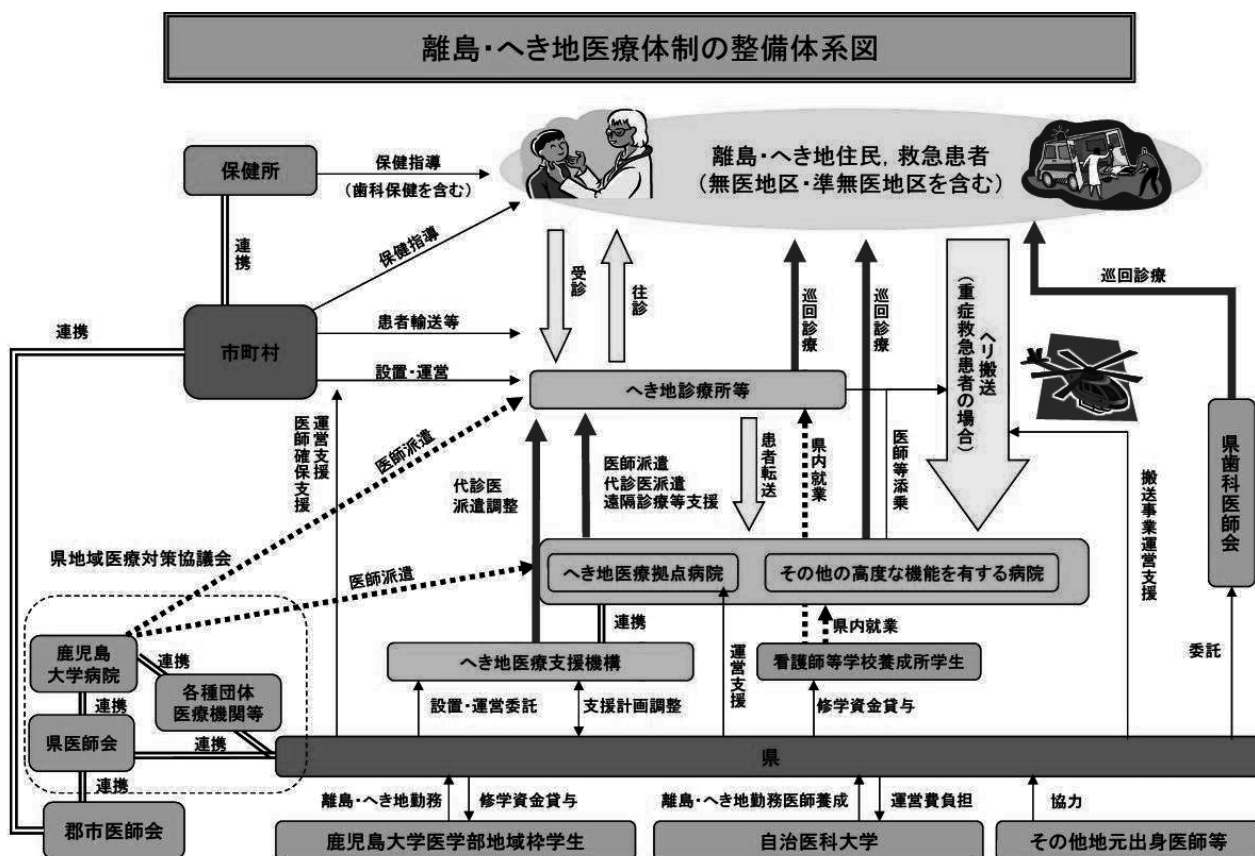 離島・へき地医療体制の整備体系図
離島・へき地住民，救急患者
（無医地区・準無医地区を含む）
保健所
保健指導
（歯科保健を含む）
連携
保健指導
市町村
連携
患者輸送等
設置・運営
受診
往診
巡回診療
巡回診療
ヘリ搬送
（重症救急患者の場合）
巡回診療
へき地診療所等
運営支援
医師確保支援
医師派遣
代診医
派遣調整
医師派遣
代診医派遣
遠隔診療等支援
患者転送
県内就業
医師等添乗
搬送事業運営支援
県歯科医師会
県地域医療対策協議会
医師派遣
へき地医療拠点病院
その他の高度な機能を有する病院
連携
県内就業
鹿児島
大学病院
連携
各種団体
医療機関等
へき地医療支援機構
運営支援
看護師等学校養成所学生
委託
連携
設置・運営委託
支援計画調整
修学資金貸与
県医師会
連携
県
連携
離島・へき地勤務
修学資金貸与
離島・へき地勤務医師養成
運営費負担
協力
郡市医師会
鹿児島大学医学部地域枠学生
自治医科大学
その他地元出身医師等